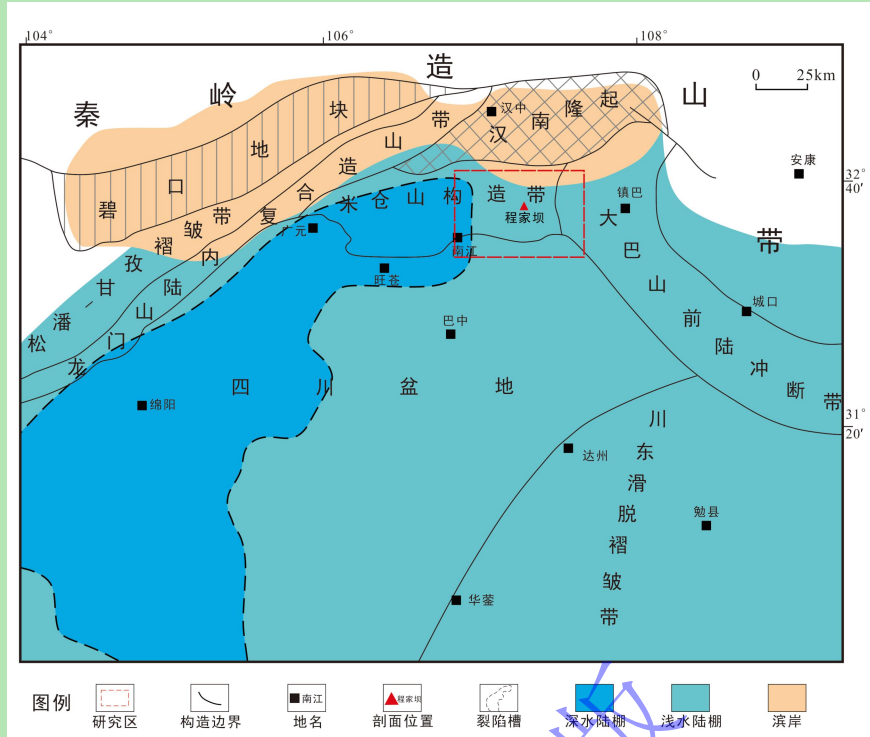 104°
106°
108°
0 25km
秦岭造山带
碧口地块
汉中
汉南隆起
安康
32°
40′
松潘-甘孜褶皱带
龙门山陆内复合造山带
米仓山构造带
程家坝
镇巴
广元
南江
旺苍
大巴山前陆冲断带
城口
巴中
绵阳
四川盆地
31°
20′
川东滑脱褶皱带
达州
勉县
华蓥
图例
南江
程家坝
研究区
构造边界
地名
剖面位置
裂陷槽
深水陆棚
浅水陆棚
滨岸